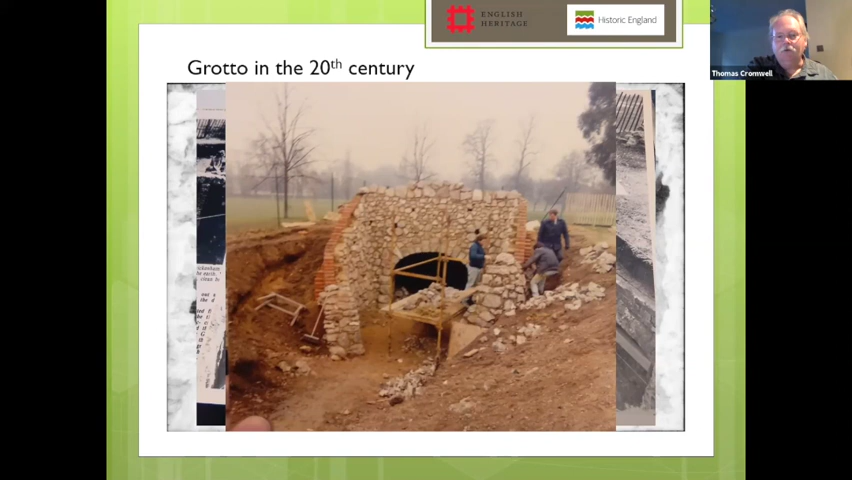 ENGLISH
HERITAGE
Historic England
Thomas Cromwell
Grotto in the 20th century